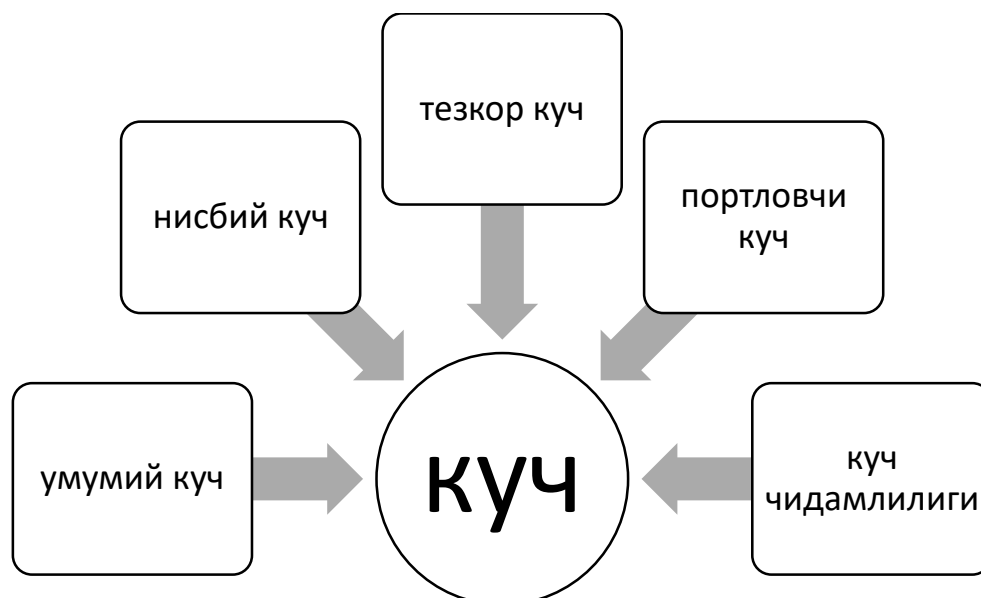 тезкор куч
нисбий куч
портловчи
куч
умумий куч
куч
куч
чидамлилиги